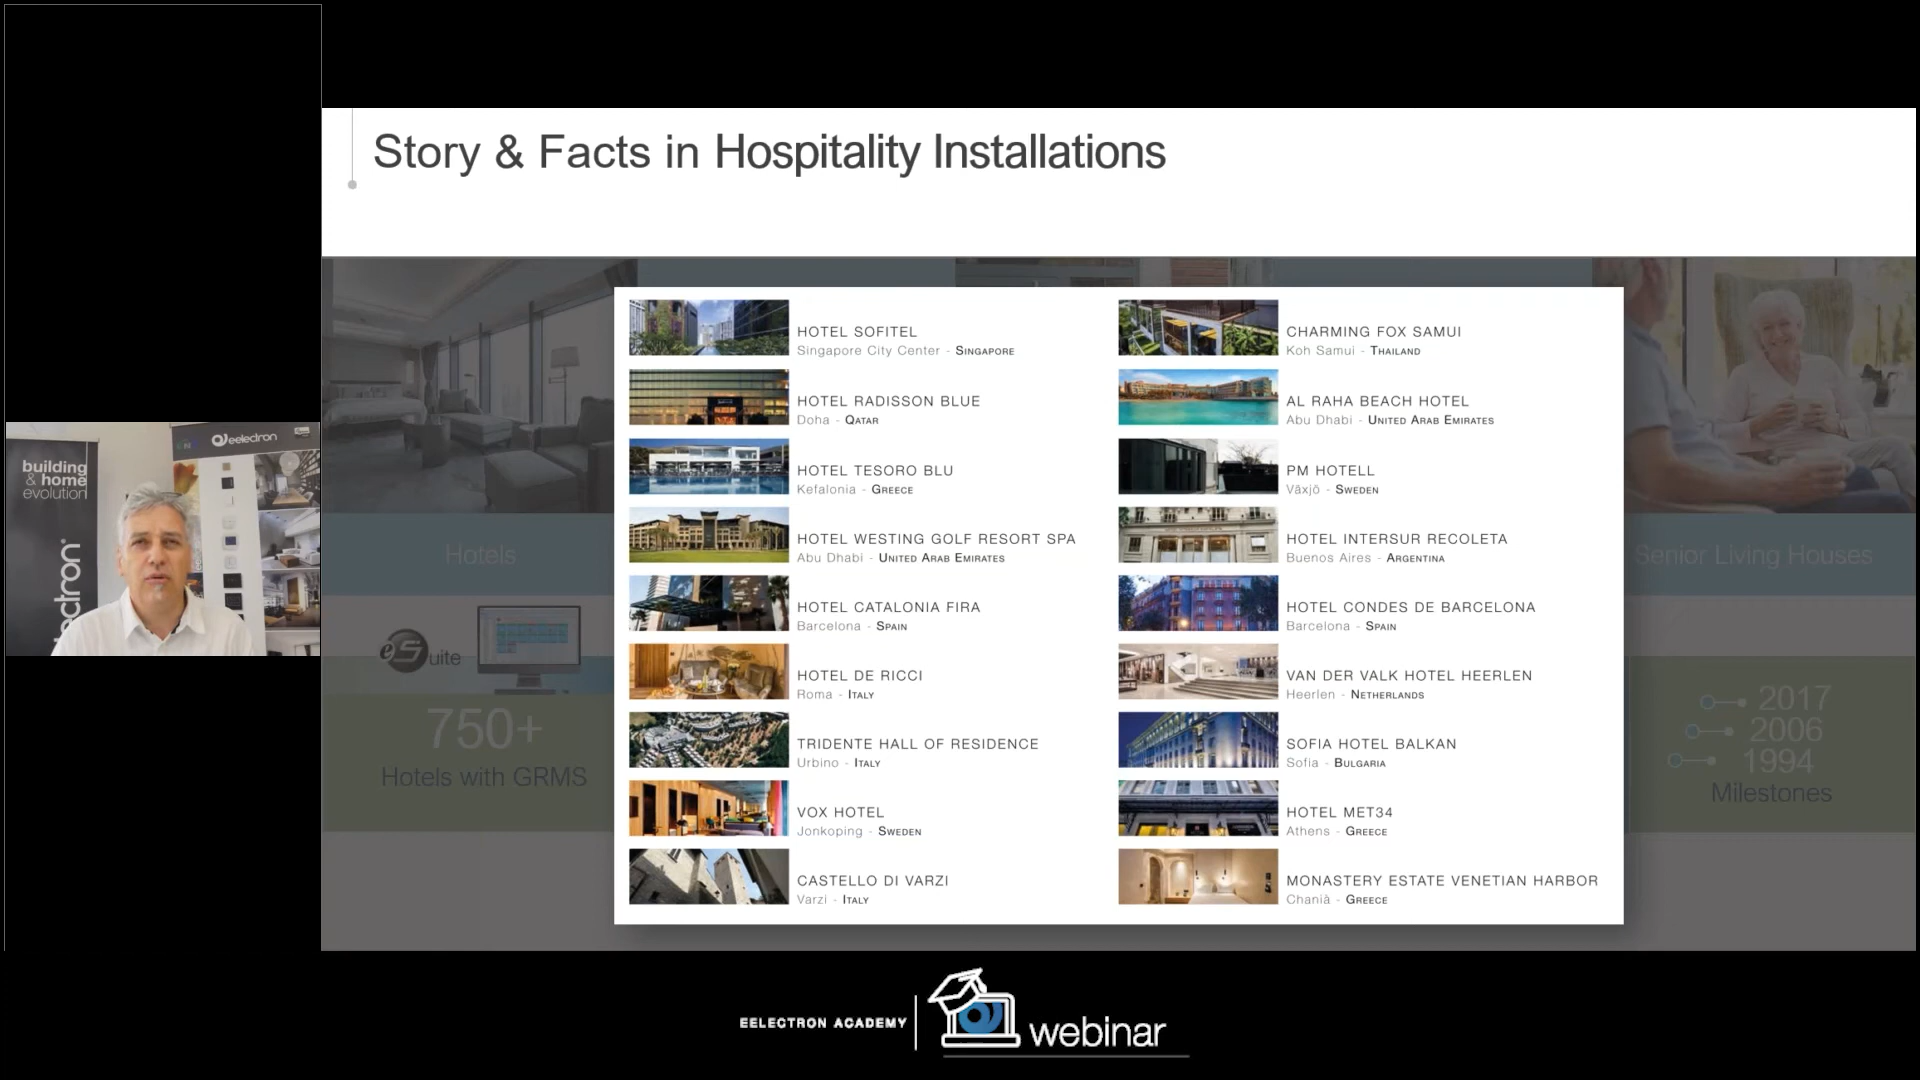 Story & Facts in Hospitality Installations
HOTEL SOFITEL
Singapore City Center - SINGAPORE
HOTEL RADISSON BLUE
Doha - QATAR
HOTEL TESORO BLU
Kefalonia - GREECE
HOTEL WESTING GOLF RESORT SPA
Abu Dhabi - UNITED ARAB EMIRATES
HOTEL CATALONIA FIRA
Barcelona - SPAIN
HOTEL DE RICCI
Roma - ITALY
TRIDENTE HALL OF RESIDENCE
Urbino - ITALY
VOX HOTEL
Jonkoping - SWEDEN
CASTELLO DI VARZI
Varzi - ITALY
CHARMING FOX SAMUI
Koh Samui - THAILAND
AL RAHA BEACH HOTEL
Abu Dhabi - UNITED ARAB EMIRATES
PM HOTELL
Växjö - SWEDEN
HOTEL INTERSUR RECOLETA
Buenos Aires - ARGENTINA
HOTEL CONDES DE BARCELONA
Barcelona - SPAIN
VAN DER VALK HOTEL HEERLEN
Heerlen - NETHERLANDS
SOFIA HOTEL BALKAN
Sofia - BULGARIA
HOTEL MET34
Athens - GREECE
MONASTERY ESTATE VENETIAN HARBOR
Chanià - GREECE
Hotels
eSuite
750+
Hotels with GRMS
Senior Living Houses
2017
2006
1994
Milestones
building
& home
evolution
electron
eelectron
EELECTRON ACADEMY
webinar